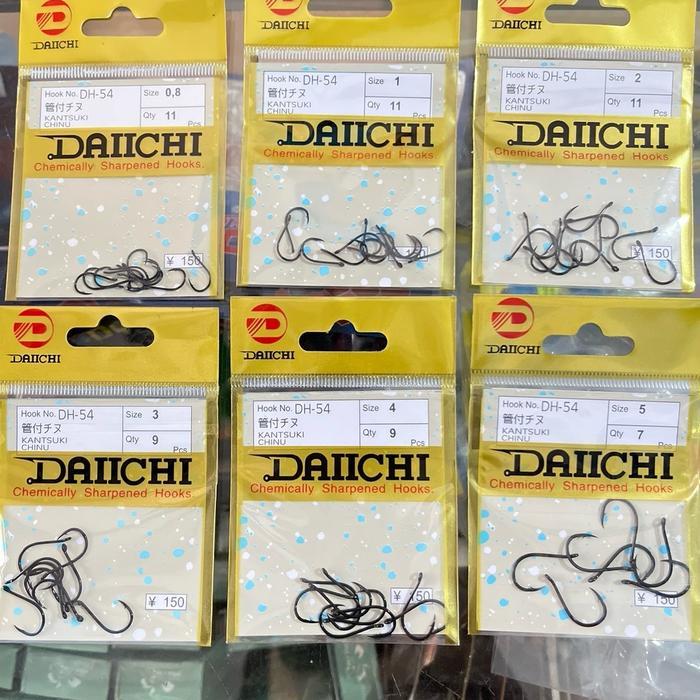 DAIICHI
Hook No. DH-54
Size 0,8
管付チヌ
KANTSUKI
CHINU
Qty 11 Pcs
DAIICHI
Chemically Sharpened Hooks.
¥ 150
DAIICHI
Hook No. DH-54
Size 1
管付チヌ
KANTSUKI
CHINU
Qty 11 Pcs
DAIICHI
Chemically Sharpened Hooks.
150
DAIICHI
Hook No. DH-54
Size 2
管付チヌ
KANTSUKI
CHINU
Qty 11 Pcs
DAIICHI
Chemically Sharpened Hooks.
¥ 150
DAIICHI
Hook No. DH-54
Size 3
管付チヌ
KANTSUKI
CHINU
Qty 9 Pcs
DAIICHI
Chemically Sharpened Hooks.
¥ 150
DAIICHI
Hook No. DH-54
Size 4
管付チヌ
KANTSUKI
CHINU
Qty 9 Pcs
DAIICHI
Chemically Sharpened Hooks.
¥ 150
DAIICHI
Hook No. DH-54
Size 5
管付チヌ
KANTSUKI
CHINU
Qty 7 Pcs
DAIICHI
Chemically Sharpened Hooks.
¥ 150